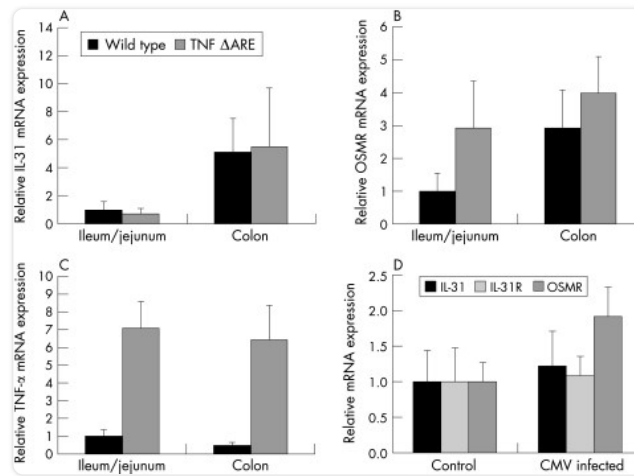 A
Relative IL-31 mRNA expression
14
12
10
8
6
4
2
0
Wild type
TNF ΔARE
Ileum/jejunum
Colon
B
Relative OSMR mRNA expression
6
5
4
3
2
1
0
Ileum/jejunum
Colon
C
Relative TNF-α mRNA expression
10
9
8
7
6
5
4
3
2
1
0
Ileum/jejunum
Colon
D
Relative mRNA expression
2.5
2.0
1.5
1.0
0.5
0.0
IL-31
IL-31R
OSMR
Control
CMV infected